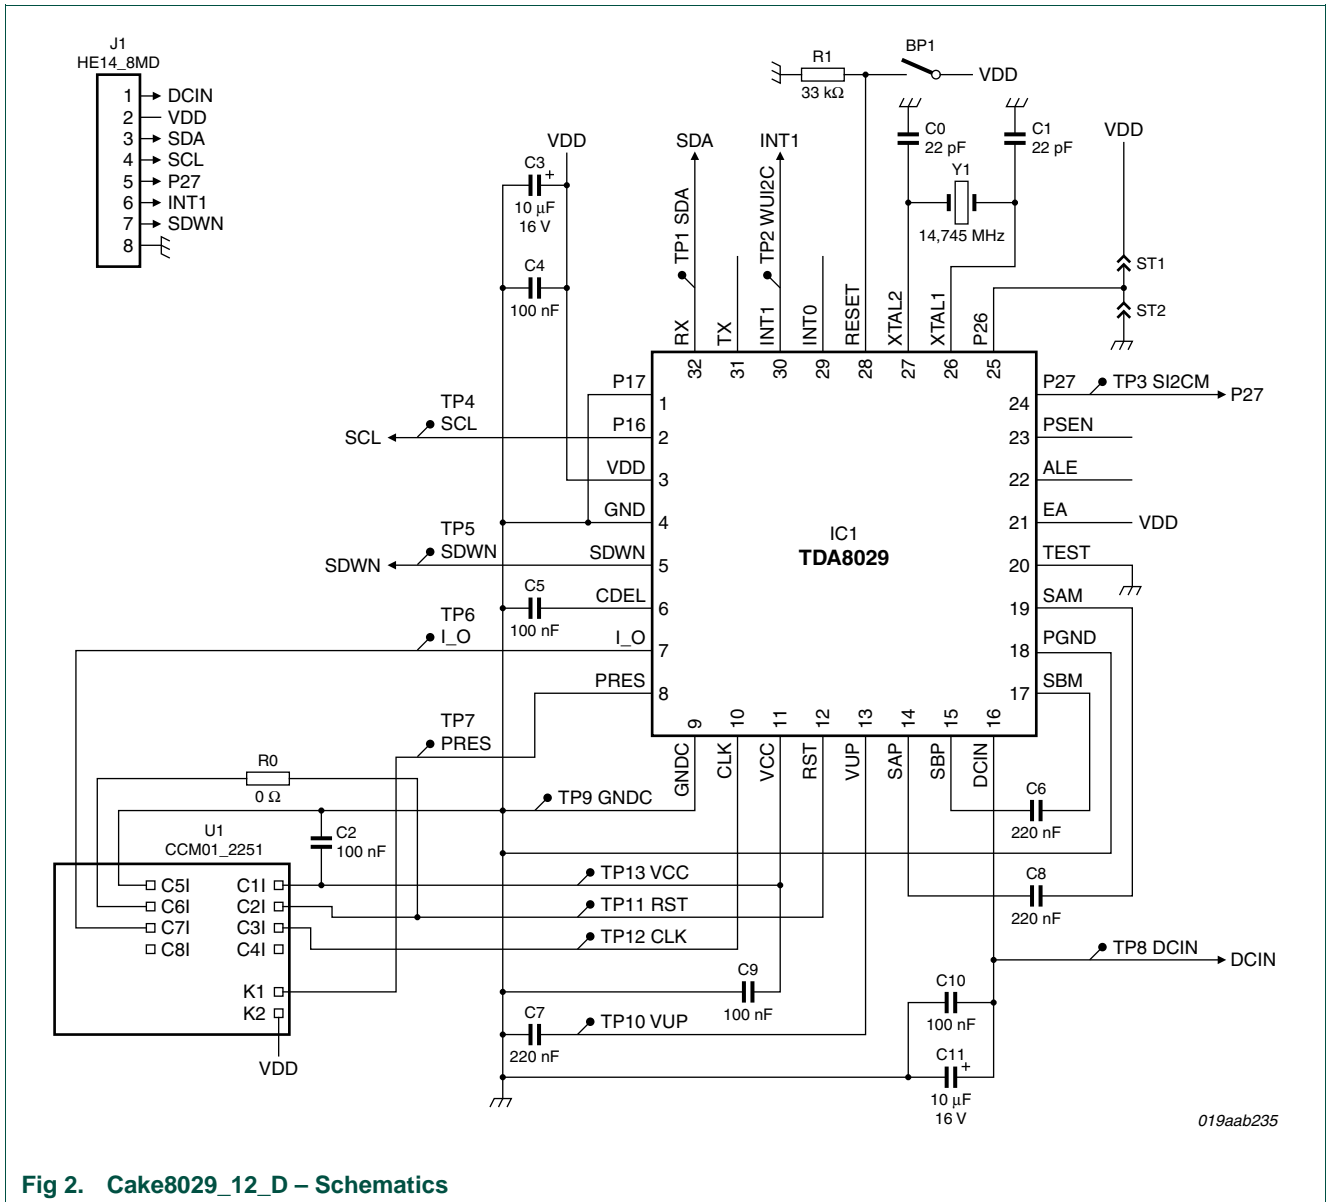 J1
HE14_8MD
1 DCIN
2 VDD
3 SDA
4 SCL
5 P27
6 INT1
7 SDWN
8
R1
33 kΩ
BP1
VDD
C0
22 pF
C1
22 pF
Y1
14,745 MHz
VDD
ST1
ST2
VDD
C3
+
10 μF
16 V
C4
100 nF
SDA
INT1
TP1 SDA
TP2 WUI2C
RX
TX
INT1
INT0
RESET
XTAL2
XTAL1
P26
32
31
30
29
28
27
26
25
P17
1
TP4
SCL
SCL
P16
2
VDD
3
GND
4
TP5
SDWN
SDWN
SDWN
5
C5
100 nF
CDEL
6
TP6
I_O
I_O
7
PRES
8
TP7
PRES
IC1
TDA8029
24
P27
TP3 SI2CM
P27
23
PSEN
22
ALE
21
EA
VDD
20
TEST
19
SAM
18
PGND
17
SBM
9
10
11
12
13
14
15
16
GNDC
CLK
VCC
RST
VUP
SAP
SBP
DCIN
R0
0 Ω
TP9 GNDC
C6
220 nF
U1
CCM01_2251
C2
100 nF
C5I
C6I
C7I
C8I
C1I
C2I
C3I
C4I
K1
K2
VDD
TP13 VCC
TP11 RST
TP12 CLK
C8
220 nF
TP8 DCIN
DCIN
C9
100 nF
C7
220 nF
TP10 VUP
C10
100 nF
C11
+
10 μF
16 V
019aab235
Fig 2. Cake8029_12_D – Schematics